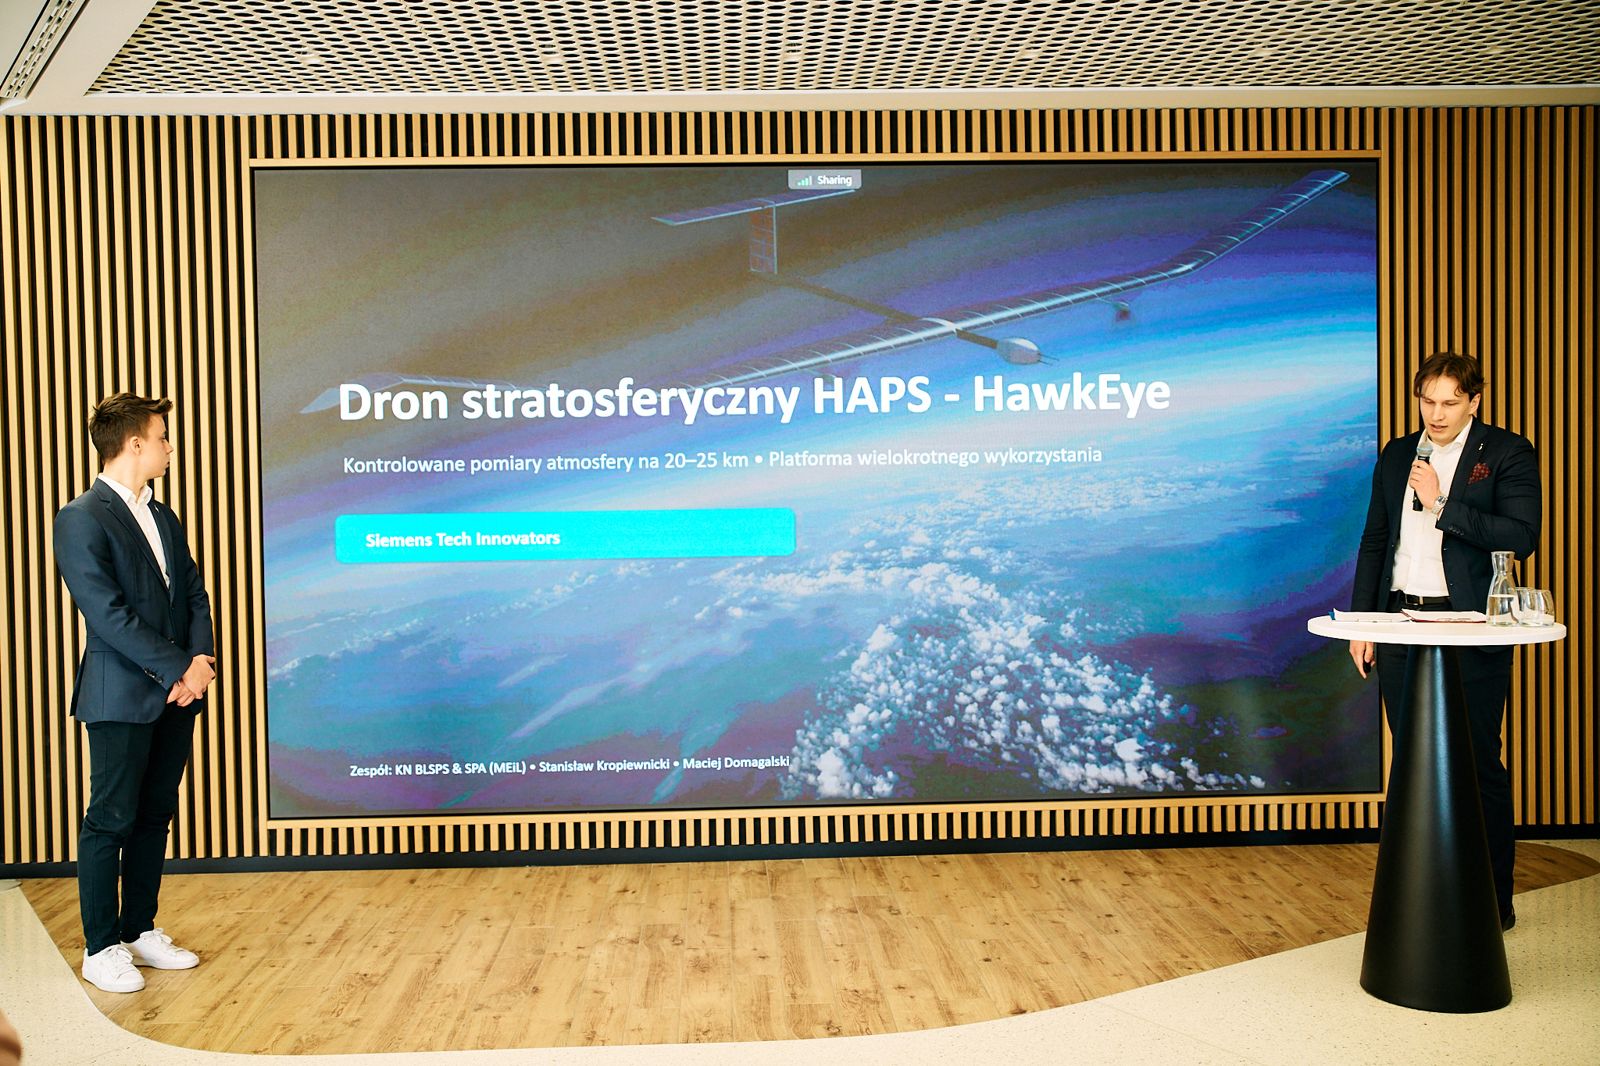 Sharing
Dron stratosferyczny HAPS - HawkEye
Kontrolowane pomiary atmosfery na 20–25 km • Platforma wielokrotnego wykorzystania
Siemens Tech Innovators
Zespół: KN BLSPS & SPA (MEiL) • Stanisław Kropiewnicki • Maciej Domagalski